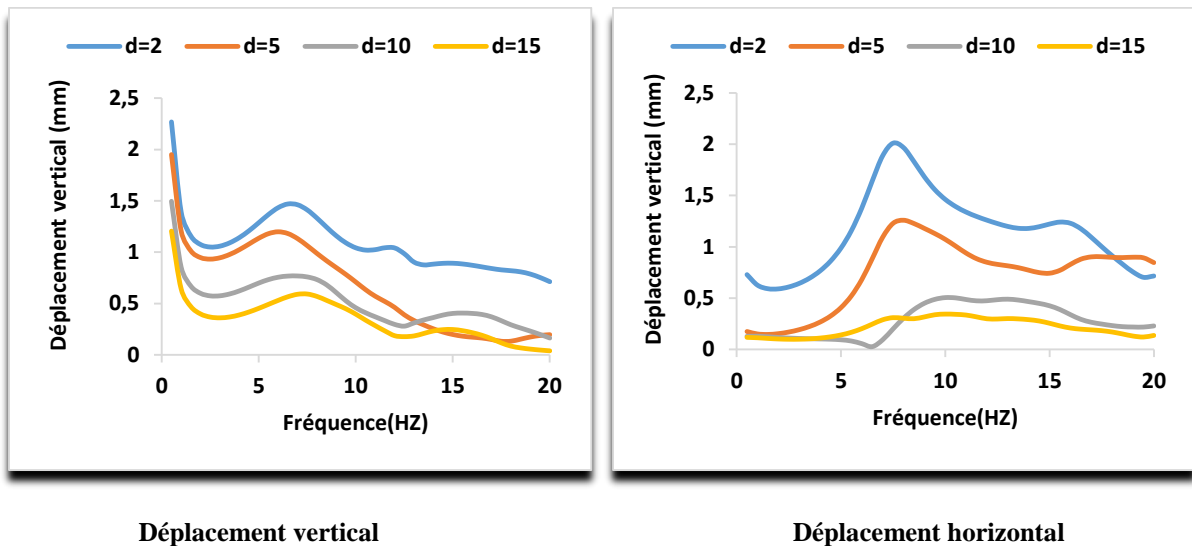 d=2 d=5 d=10 d=15
Déplacement vertical (mm)
2,5
2
1,5
1
0,5
0
0 5 10 15 20
Fréquence(HZ)
d=2 d=5 d=10 d=15
Déplacement vertical (mm)
2,5
2
1,5
1
0,5
0
0 5 10 15 20
Fréquence(HZ)
Déplacement vertical
Déplacement horizontal